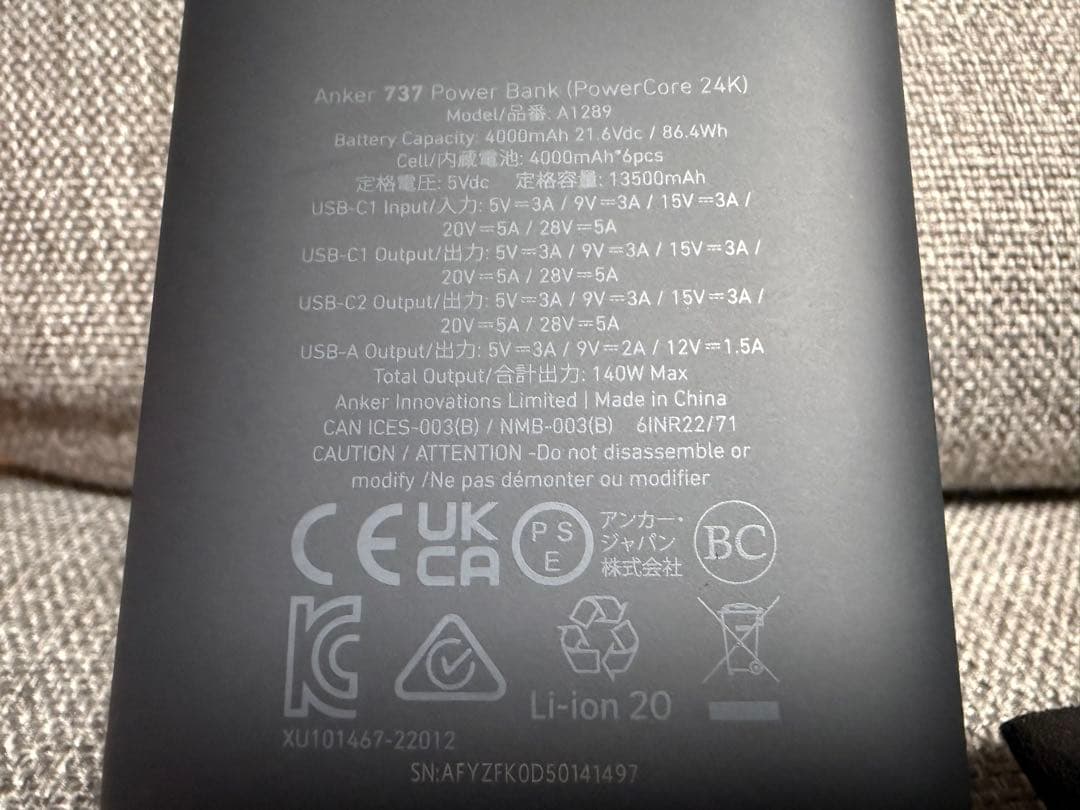 Anker 737 Power Bank (PowerCore 24K)
Model/品番: A1289
Battery Capacity: 4000mAh 21.6Vdc / 86.4Wh
Cell/内蔵電池: 4000mAh*6pcs
定格電圧: 5Vdc 定格容量: 13500mAh
USB-C1 Input/入力: 5V⎓3A / 9V⎓3A / 15V⎓3A /
20V⎓5A / 28V⎓5A
USB-C1 Output/出力: 5V⎓3A / 9V⎓3A / 15V⎓3A /
20V⎓5A / 28V⎓5A
USB-C2 Output/出力: 5V⎓3A / 9V⎓3A / 15V⎓3A /
20V⎓5A / 28V⎓5A
USB-A Output/出力: 5V⎓3A / 9V⎓2A / 12V⎓1.5A
Total Output/合計出力: 140W Max
Anker Innovations Limited | Made in China
CAN ICES-003(B) / NMB-003(B) 6INR22/71
CAUTION / ATTENTION -Do not disassemble or
modify /Ne pas démonter ou modifier
CE UK CA PSE アンカー・ジャパン株式会社 BC
KC
Li-ion 20
XU101467-22012
SN:AFYZFK0D50141497